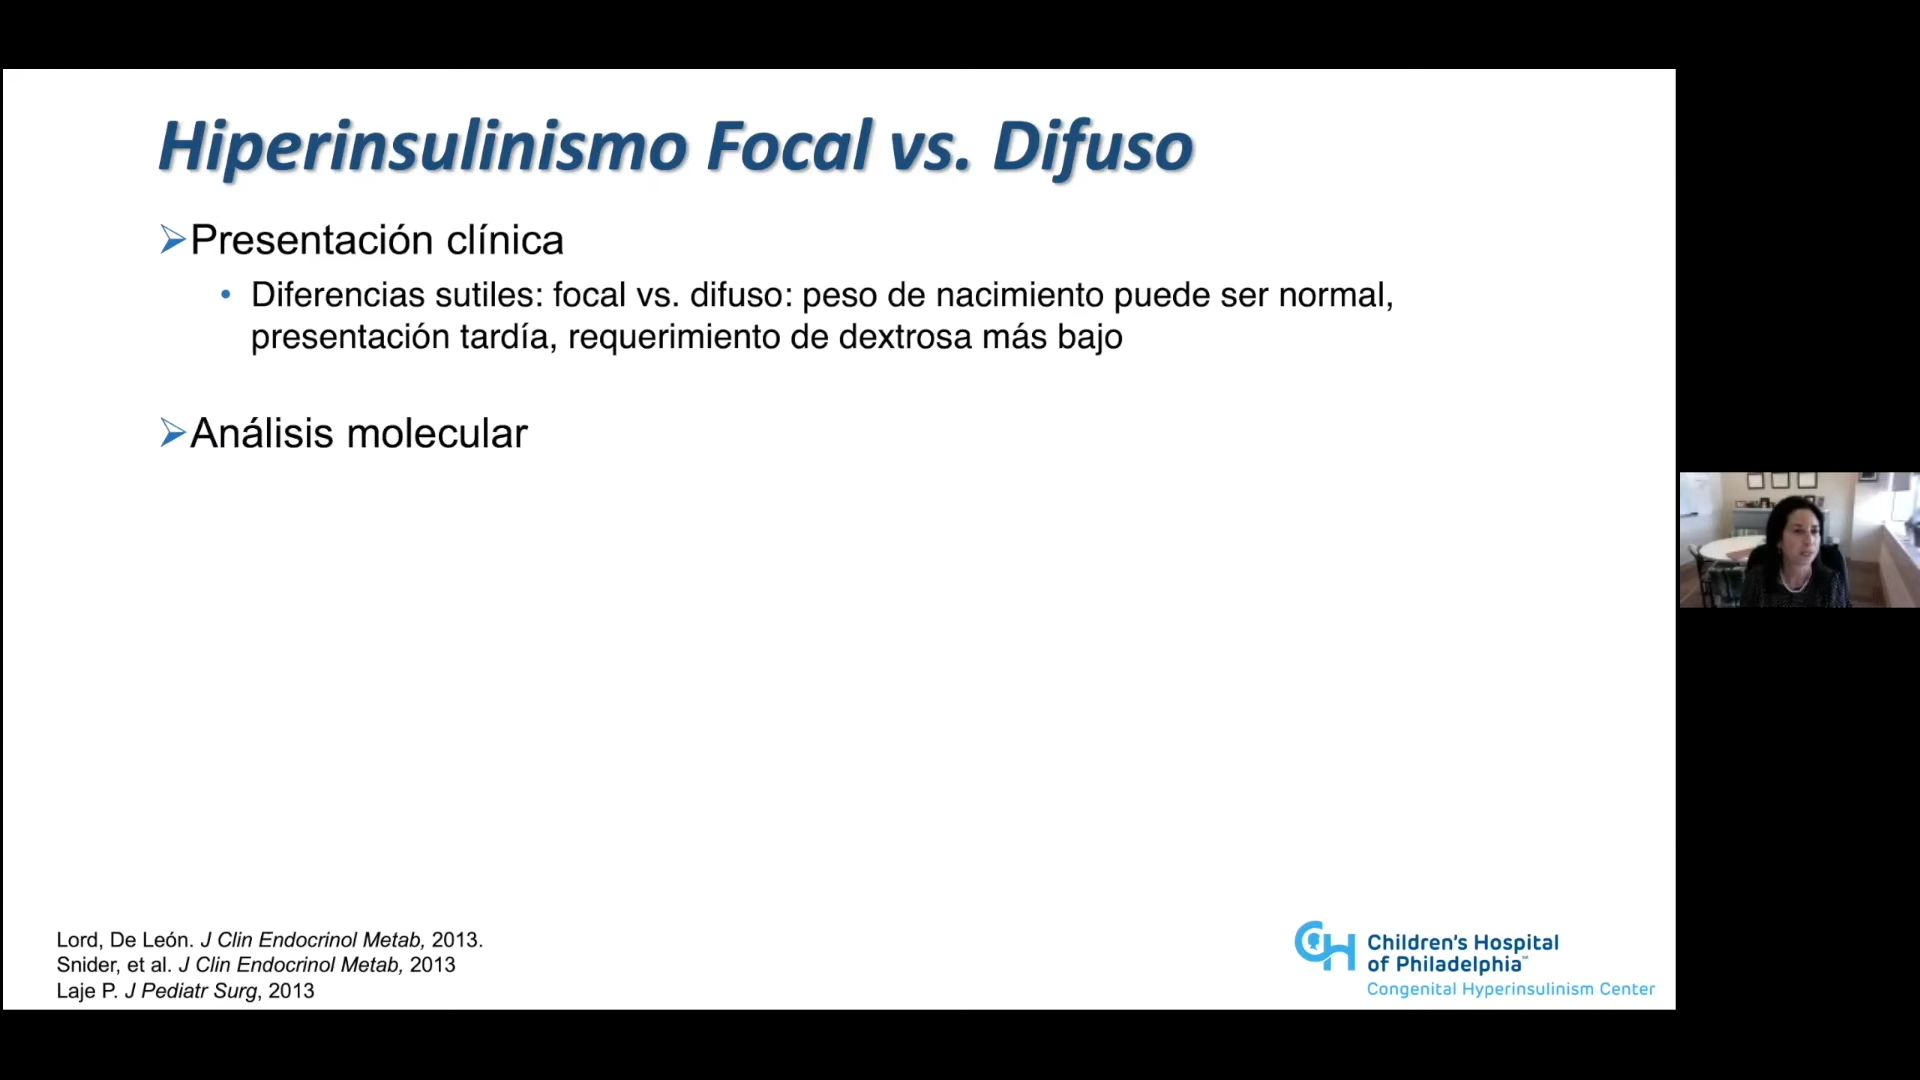 Hiperinsulinismo Focal vs. Difuso
Presentación clínica
• Diferencias sutiles: focal vs. difuso: peso de nacimiento puede ser normal,
presentación tardía, requerimiento de dextrosa más bajo
Análisis molecular
Lord, De León. J Clin Endocrinol Metab, 2013.
Snider, et al. J Clin Endocrinol Metab, 2013
Laje P. J Pediatr Surg, 2013
CH Children's Hospital
of Philadelphia
Congenital Hyperinsulinism Center